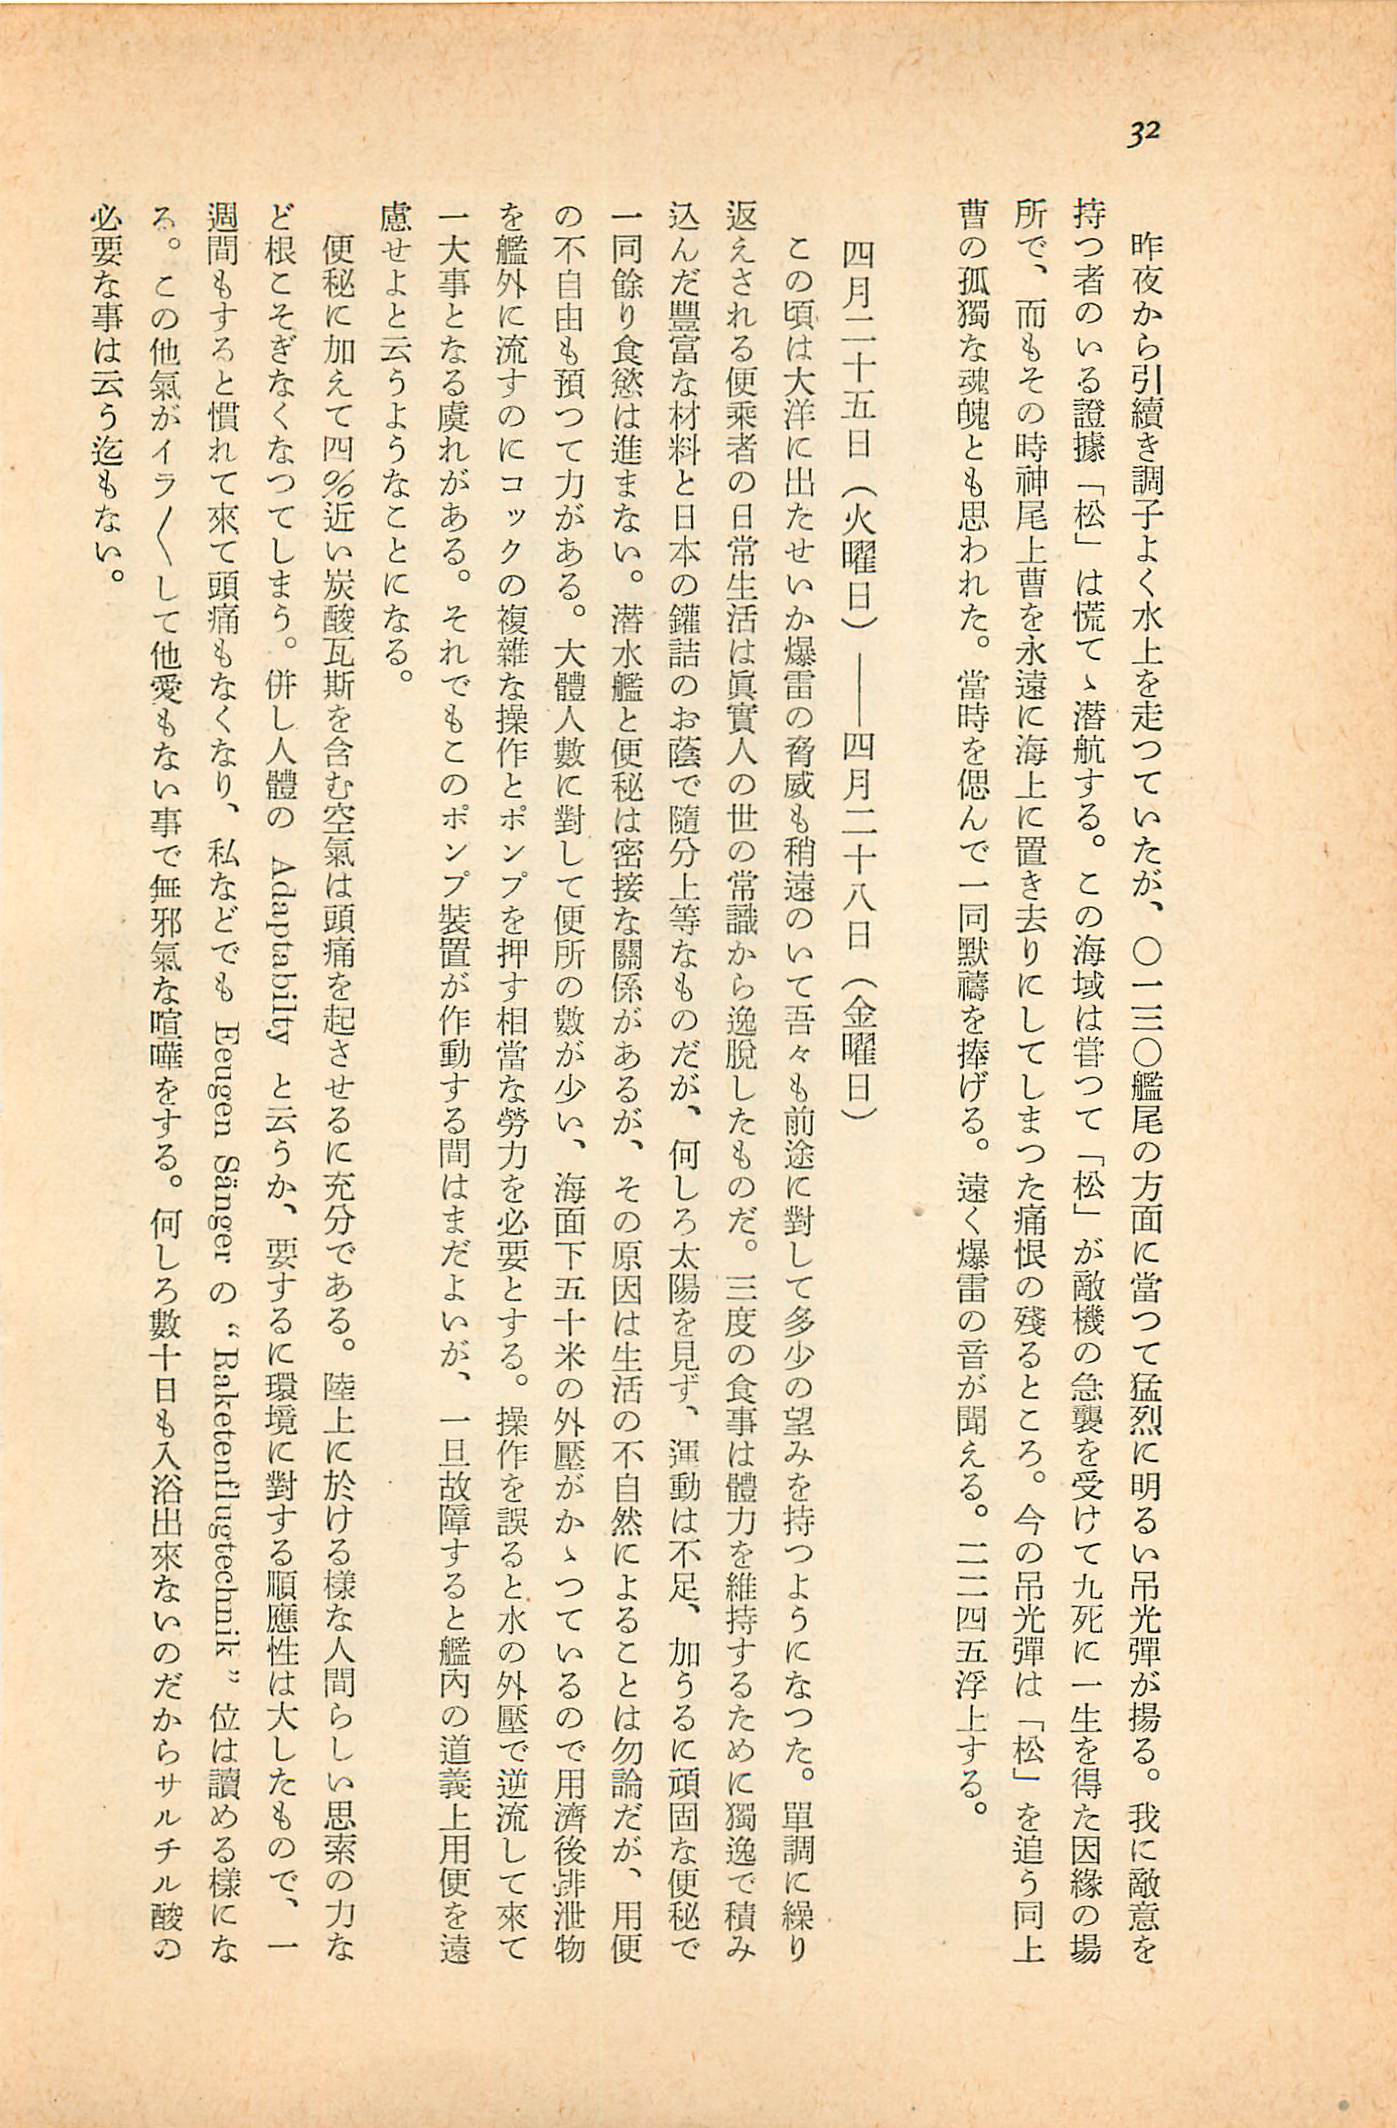 32
昨夜から引續き調子よく水上を走つていたが、〇一三〇艦尾の方面に當つて猛烈に明るい吊光彈が揚る。我に敵意を
持つ者のいる證據「松」は慌てゝ潜航する。この海域は甞つて「松」が敵機の急襲を受けて九死に一生を得た因縁の場
所で、而もその時神尾上曹を永遠に海上に置き去りにしてしまつた痛恨の殘るところ。今の吊光彈は「松」を追う同上
曹の孤獨な魂魄とも思われた。當時を偲んで一同默禱を捧げる。遠く爆雷の音が聞える。二二四五浮上する。
四月二十五日（火曜日）――四月二十八日（金曜日）
この頃は大洋に出たせいか爆雷の脅威も稍遠のいて吾々も前途に對して多少の望みを持つようになつた。單調に繰り
返えされる便乘者の日常生活は眞實人の世の常識から逸脫したものだ。三度の食事は體力を維持するために獨逸で積み
込んだ豐富な材料と日本の鑵詰のお蔭で隨分上等なものだが、何しろ太陽を見ず、運動は不足、加うるに頑固な便秘で
一同餘り食慾は進まない。潜水艦と便秘は密接な關係があるが、その原因は生活の不自然によることは勿論だが、用便
の不自由も預つて力がある。大體人數に對して便所の數が少い、海面下五十米の外壓がかゝつているので用濟後排泄物
を艦外に流すのにコックの複雜な操作とポンプを押す相當な勞力を必要とする。操作を誤ると水の外壓で逆流して來て
一大事となる虞れがある。それでもこのポンプ裝置が作動する間はまだよいが、一旦故障すると艦內の道義上用便を遠
慮せよと云うようなことになる。
便秘に加えて四％近い炭酸瓦斯を含む空氣は頭痛を起させるに充分である。陸上に於ける樣な人間らしい思索の力な
ど根こそぎなくなつてしまう。併し人體の Adaptabilty と云うか、要するに環境に對する順應性は大したもので、一
週間もすると慣れて來て頭痛もなくなり、私などでも Eeugen Sänger の “Raketenflugtechnik” 位は讀める樣にな
る。この他氣がイラ〱して他愛もない事で無邪氣な喧嘩をする。何しろ數十日も入浴出來ないのだからサルチル酸の
必要な事は云う迄もない。